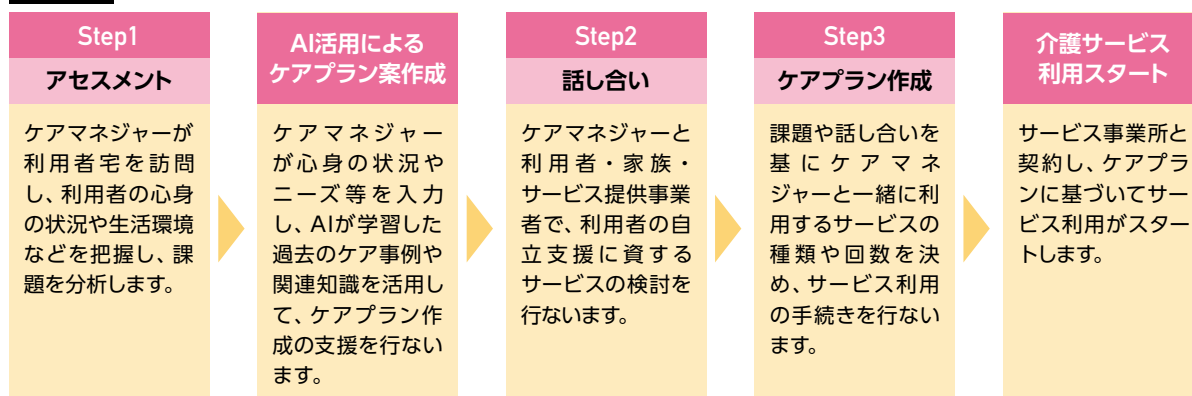 Step1
アセスメント
ケアマネジャーが
利用者宅を訪問
し、利用者の心身
の状況や生活環境
などを把握し、課
題を分析します。
AI活用による
ケアプラン案作成
ケアマネジャー
が心身の状況や
ニーズ等を入力
し、AIが学習した
過去のケア事例や
関連知識を活用し
て、ケアプラン作
成の支援を行ない
ます。
Step2
話し合い
ケアマネジャーと
利用者・家族・
サービス提供事業
者で、利用者の自
立支援に資する
サービスの検討を
行ないます。
Step3
ケアプラン作成
課題や話し合いを
基にケアマネ
ジャーと一緒に利
用するサービスの
種類や回数を決
め、サービス利用
の手続きを行ない
ます。
介護サービス
利用スタート
サービス事業所と
契約し、ケアプラ
ンに基づいてサー
ビス利用がスター
トします。